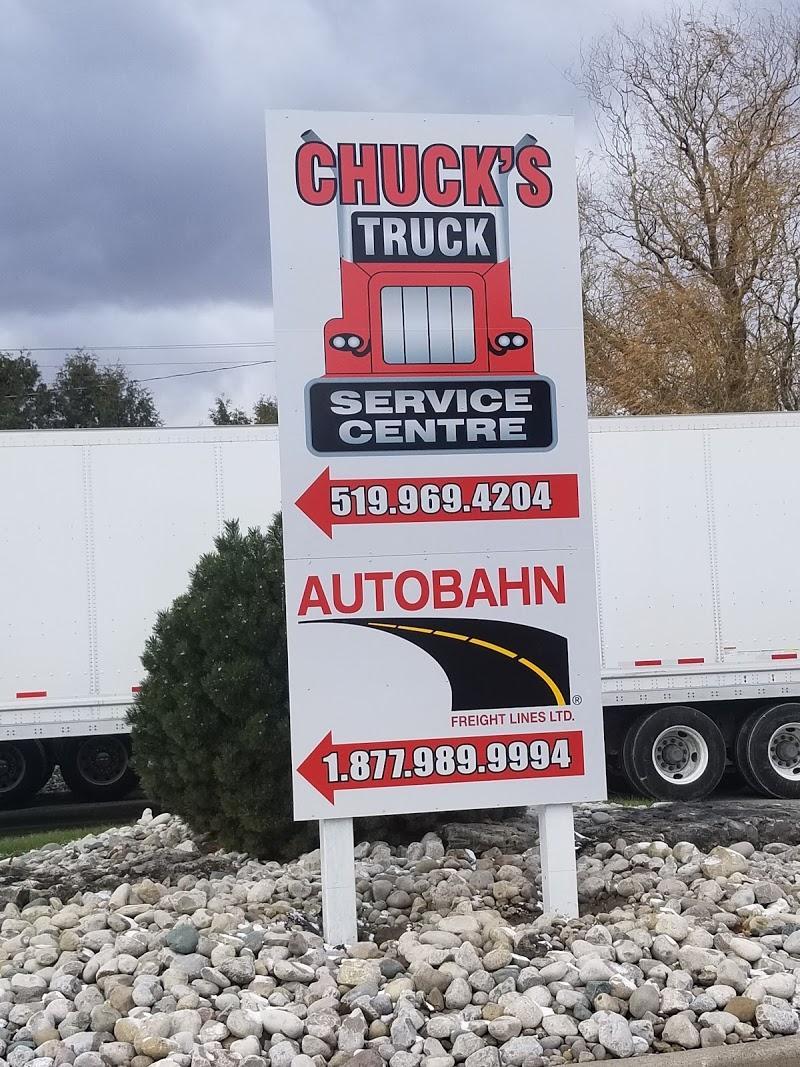 CHUCK'S
TRUCK
SERVICE
CENTRE
519.969.4204
AUTOBAHN
®
FREIGHT LINES LTD.
1.877.989.9994